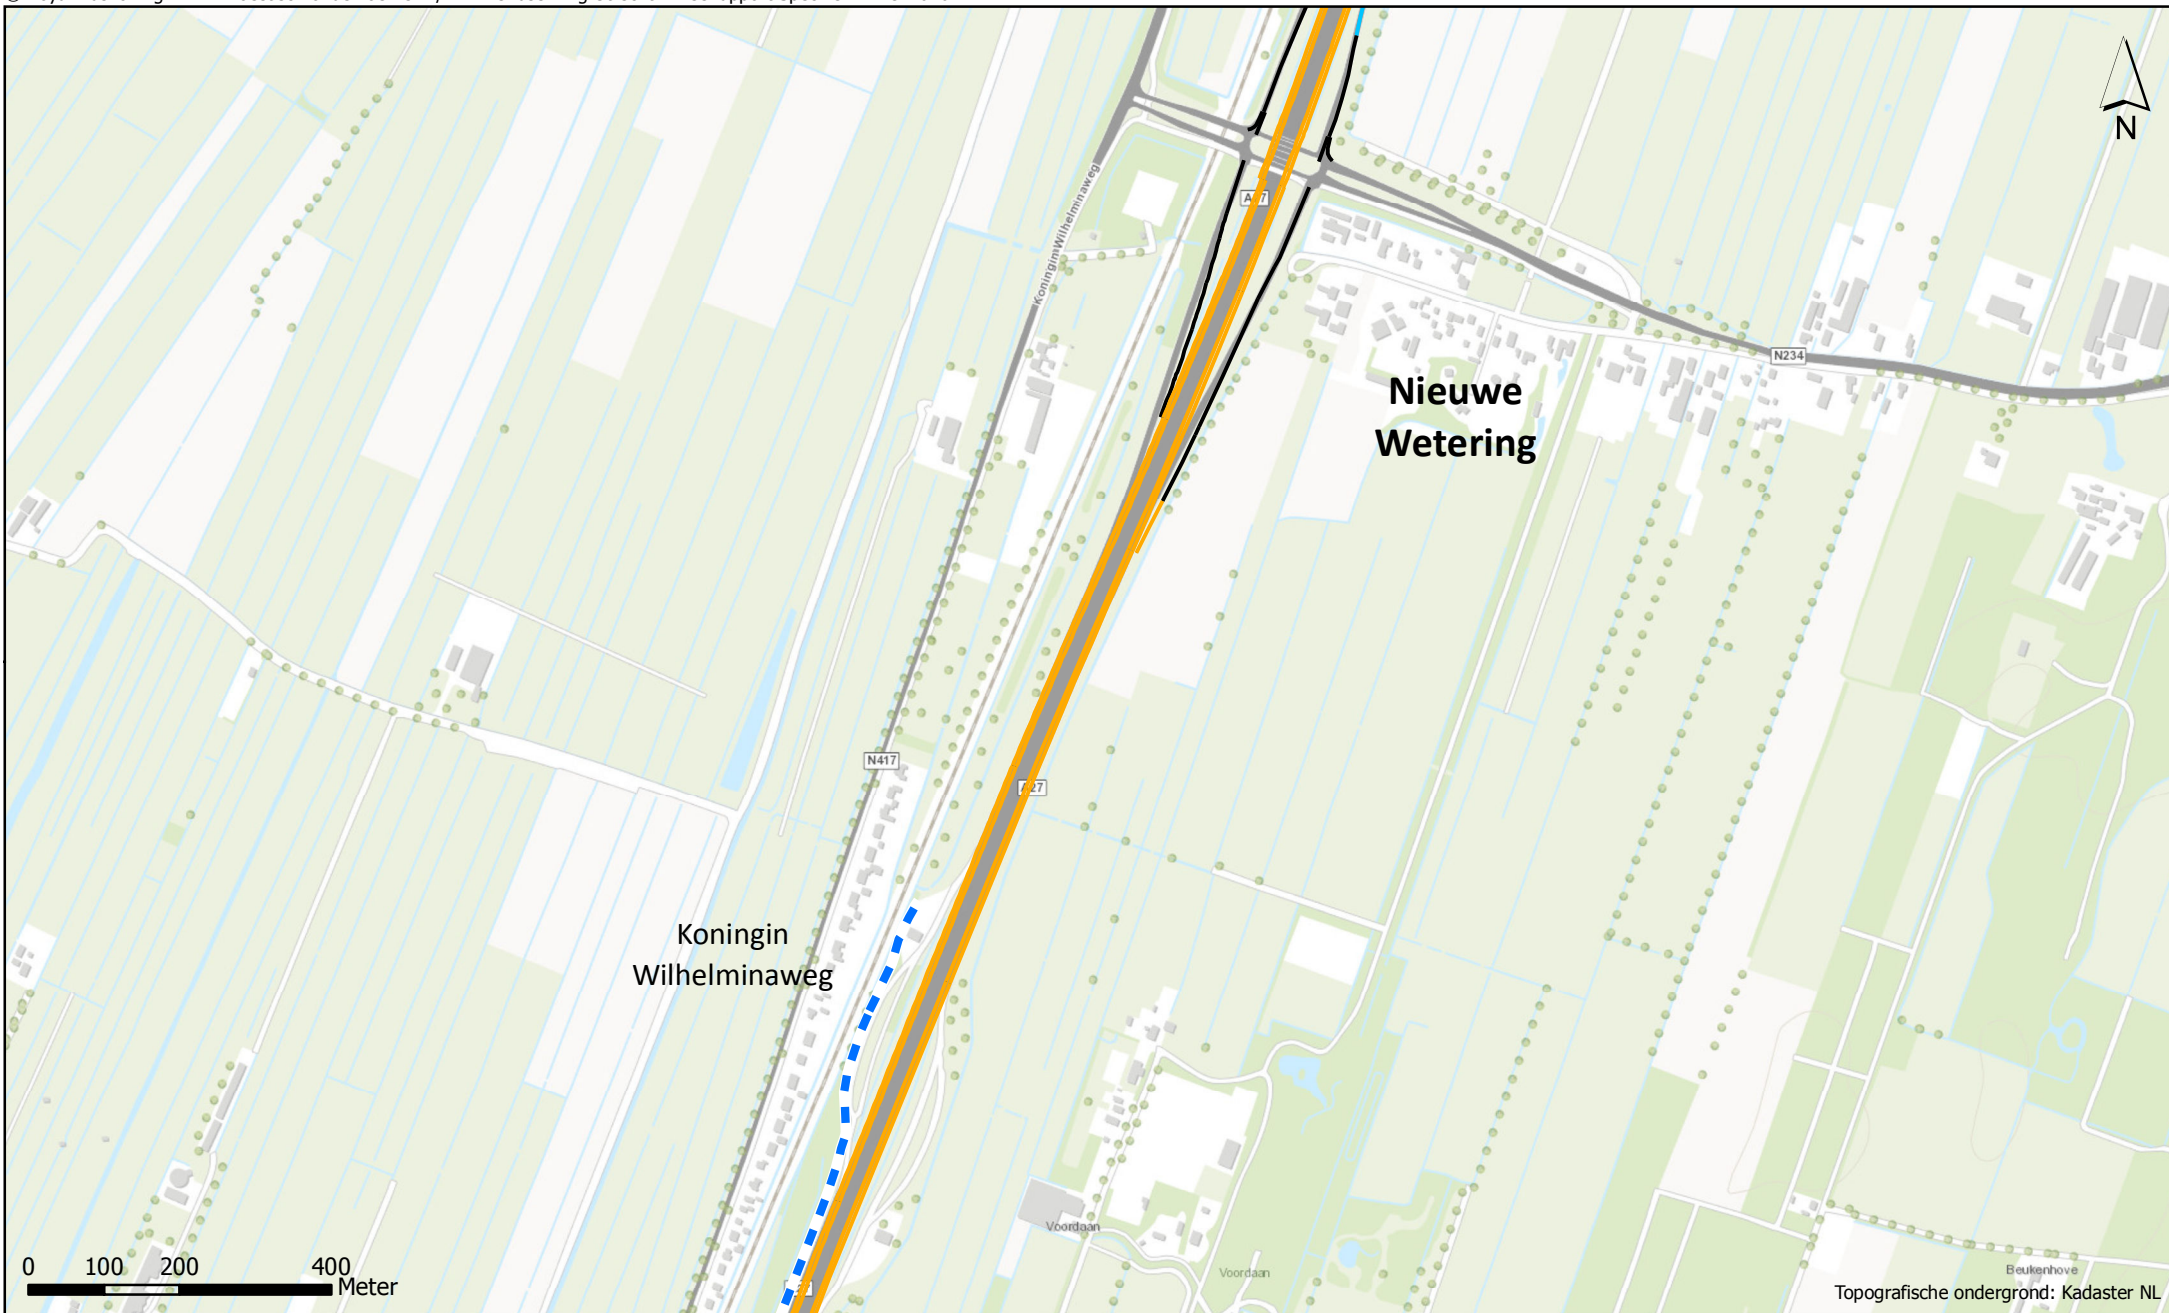 N
Koningin Wilhelminaweg
N234
Nieuwe
Wetering
N417
A27
Koningin
Wilhelminaweg
Voordaan
Voordaan
Beukenhove
0 100 200 400
Meter
Topografische ondergrond: Kadaster NL